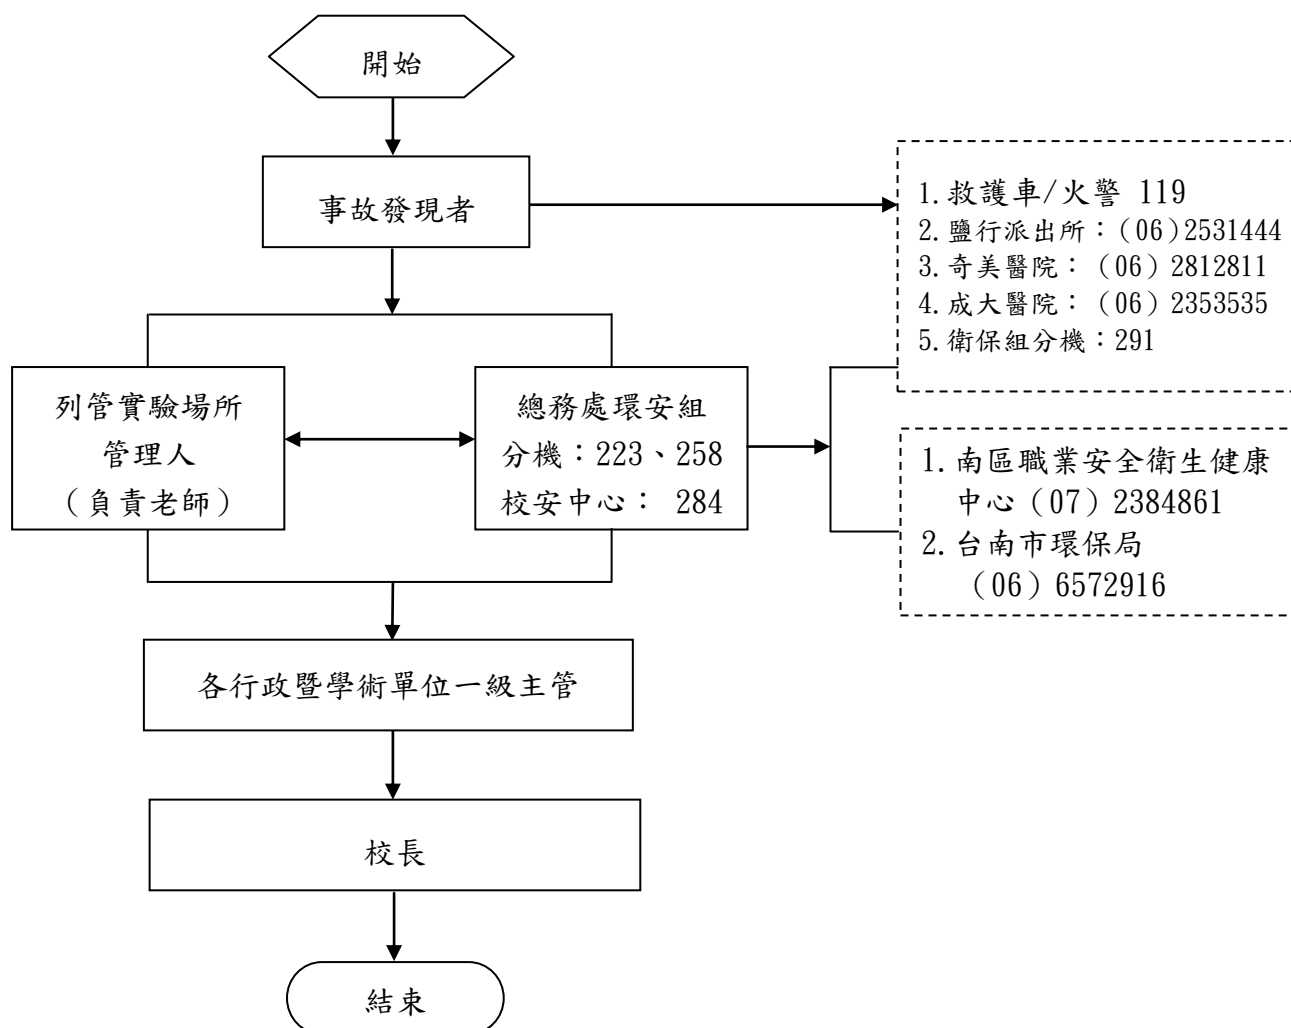 開始
事故發現者
1.救護車/火警 119
2.鹽行派出所：(06)2531444
3.奇美醫院：（06）2812811
4.成大醫院：（06）2353535
5.衛保組分機：291
列管實驗場所
管理人
（負責老師）
總務處環安組
分機：223、258
校安中心： 284
1.南區職業安全衛生健康
中心（07）2384861
2.台南市環保局
（06）6572916
各行政暨學術單位一級主管
校長
結束